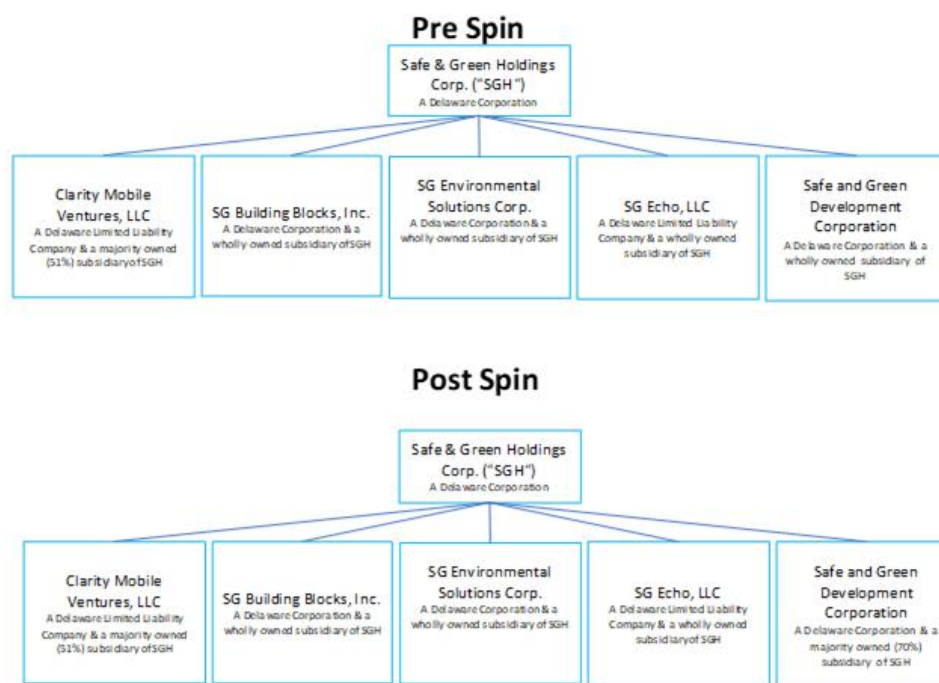 Pre Spin
Safe & Green Holdings
Corp. ("SGH")
A Delaware Corporation
Clarity Mobile
Ventures, LLC
A Delaware Limited Liability
Company & a majority owned
(51%) subsidiary of SGH
SG Building Blocks, Inc.
A Delaware Corporation & a
wholly owned subsidiary of SGH
SG Environmental
Solutions Corp.
A Delaware Corporation & a
wholly owned subsidiary of SGH
SG Echo, LLC
A Delaware Limited Liability
Company & a wholly owned
subsidiary of SGH
Safe and Green
Development
Corporation
A Delaware Corporation & a
wholly owned subsidiary of
SGH
Post Spin
Safe & Green Holdings
Corp. ("SGH")
A Delaware Corporation
Clarity Mobile
Ventures, LLC
A Delaware Limited Liability
Company & a majority owned
(51%) subsidiary of SGH
SG Building Blocks, Inc.
A Delaware Corporation & a
wholly owned subsidiary of SGH
SG Environmental
Solutions Corp.
A Delaware Corporation & a
wholly owned subsidiary of SGH
SG Echo, LLC
A Delaware Limited Liability
Company & a wholly owned
subsidiary of SGH
Safe and Green
Development
Corporation
A Delaware Corporation & a
majority owned (70%)
subsidiary of SGH